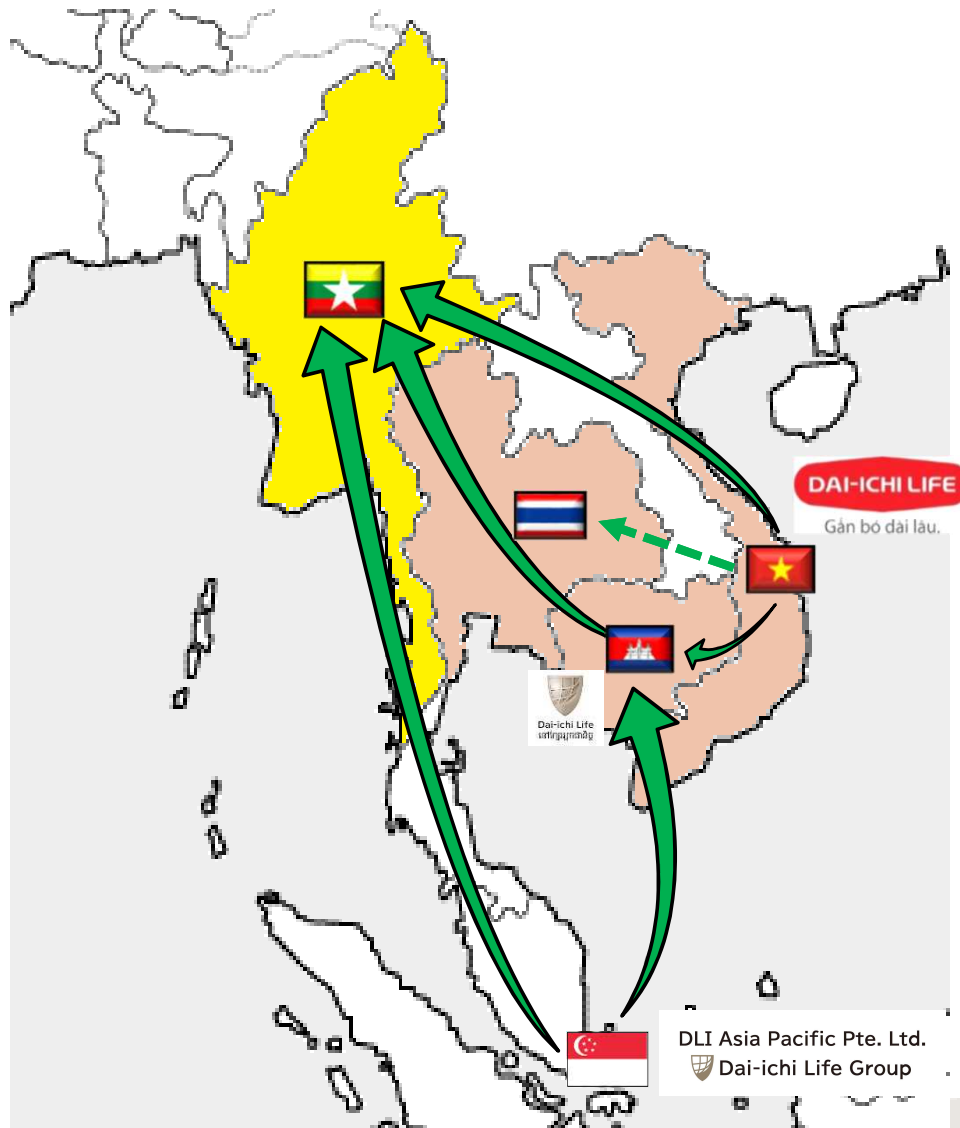 DAI-ICHI LIFE
Gắn bó dài lâu.
Dai-ichi Life
DLI Asia Pacific Pte. Ltd.
Dai-ichi Life Group